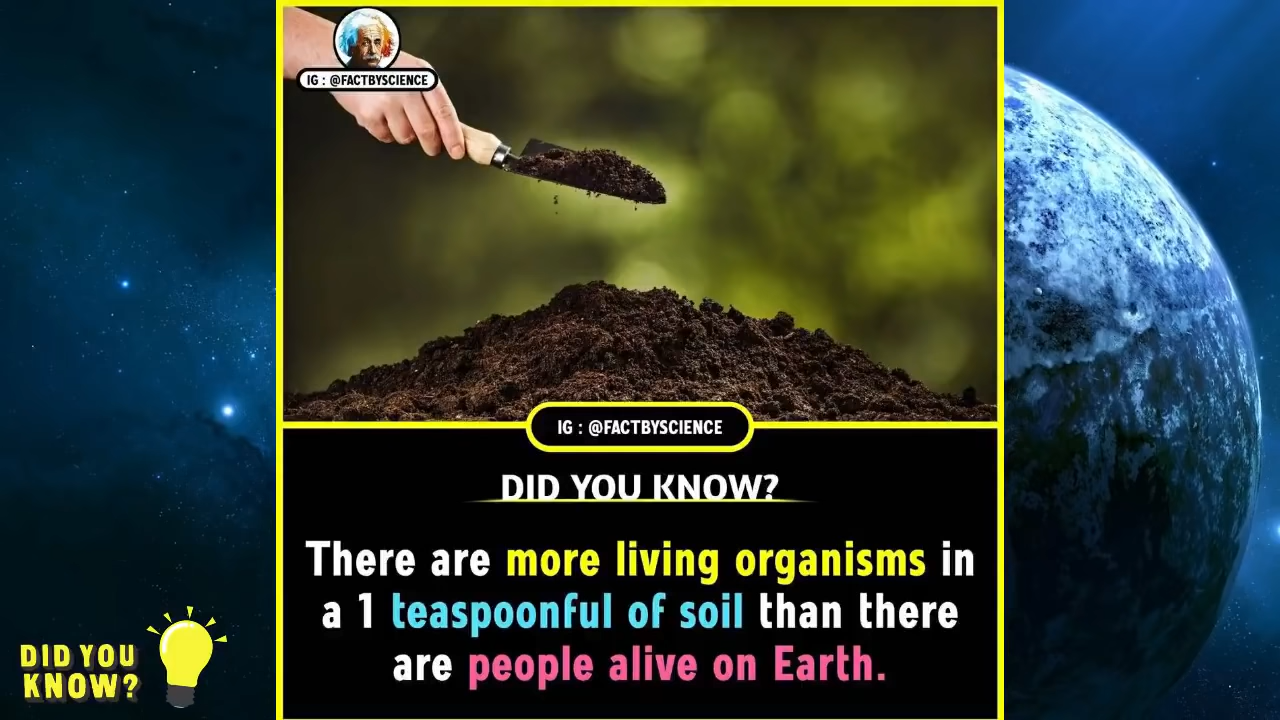 IG : @FACTBYSCIENCE
IG : @FACTBYSCIENCE
DID YOU KNOW?
There are more living organisms in
a 1 teaspoonful of soil than there
are people alive on Earth.
DID YOU
KNOW?